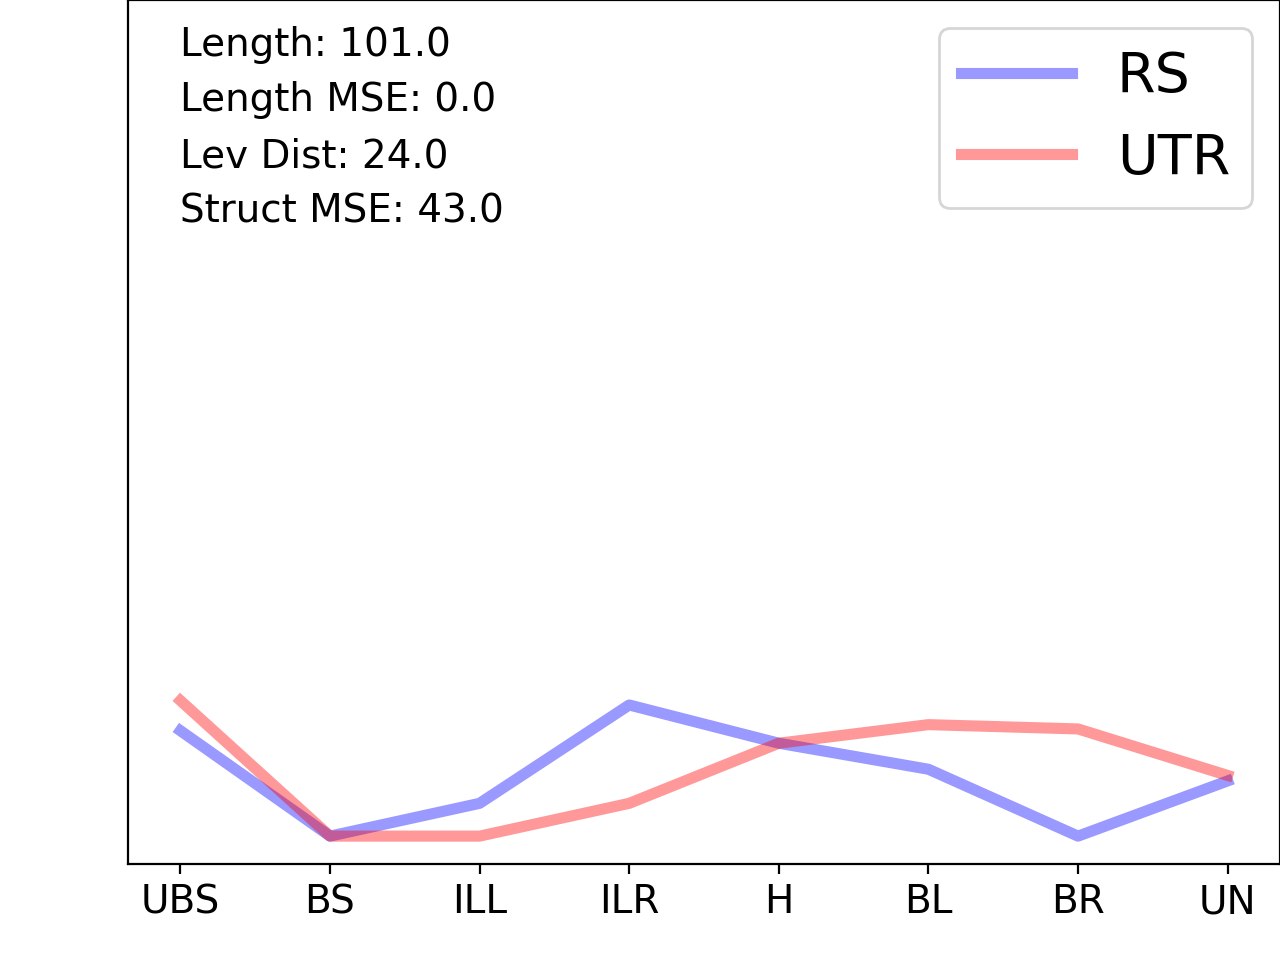 Length: 101.0
Length MSE: 0.0
Lev Dist: 24.0
Struct MSE: 43.0
RS
UTR
UBS BS ILL ILR H BL BR UN